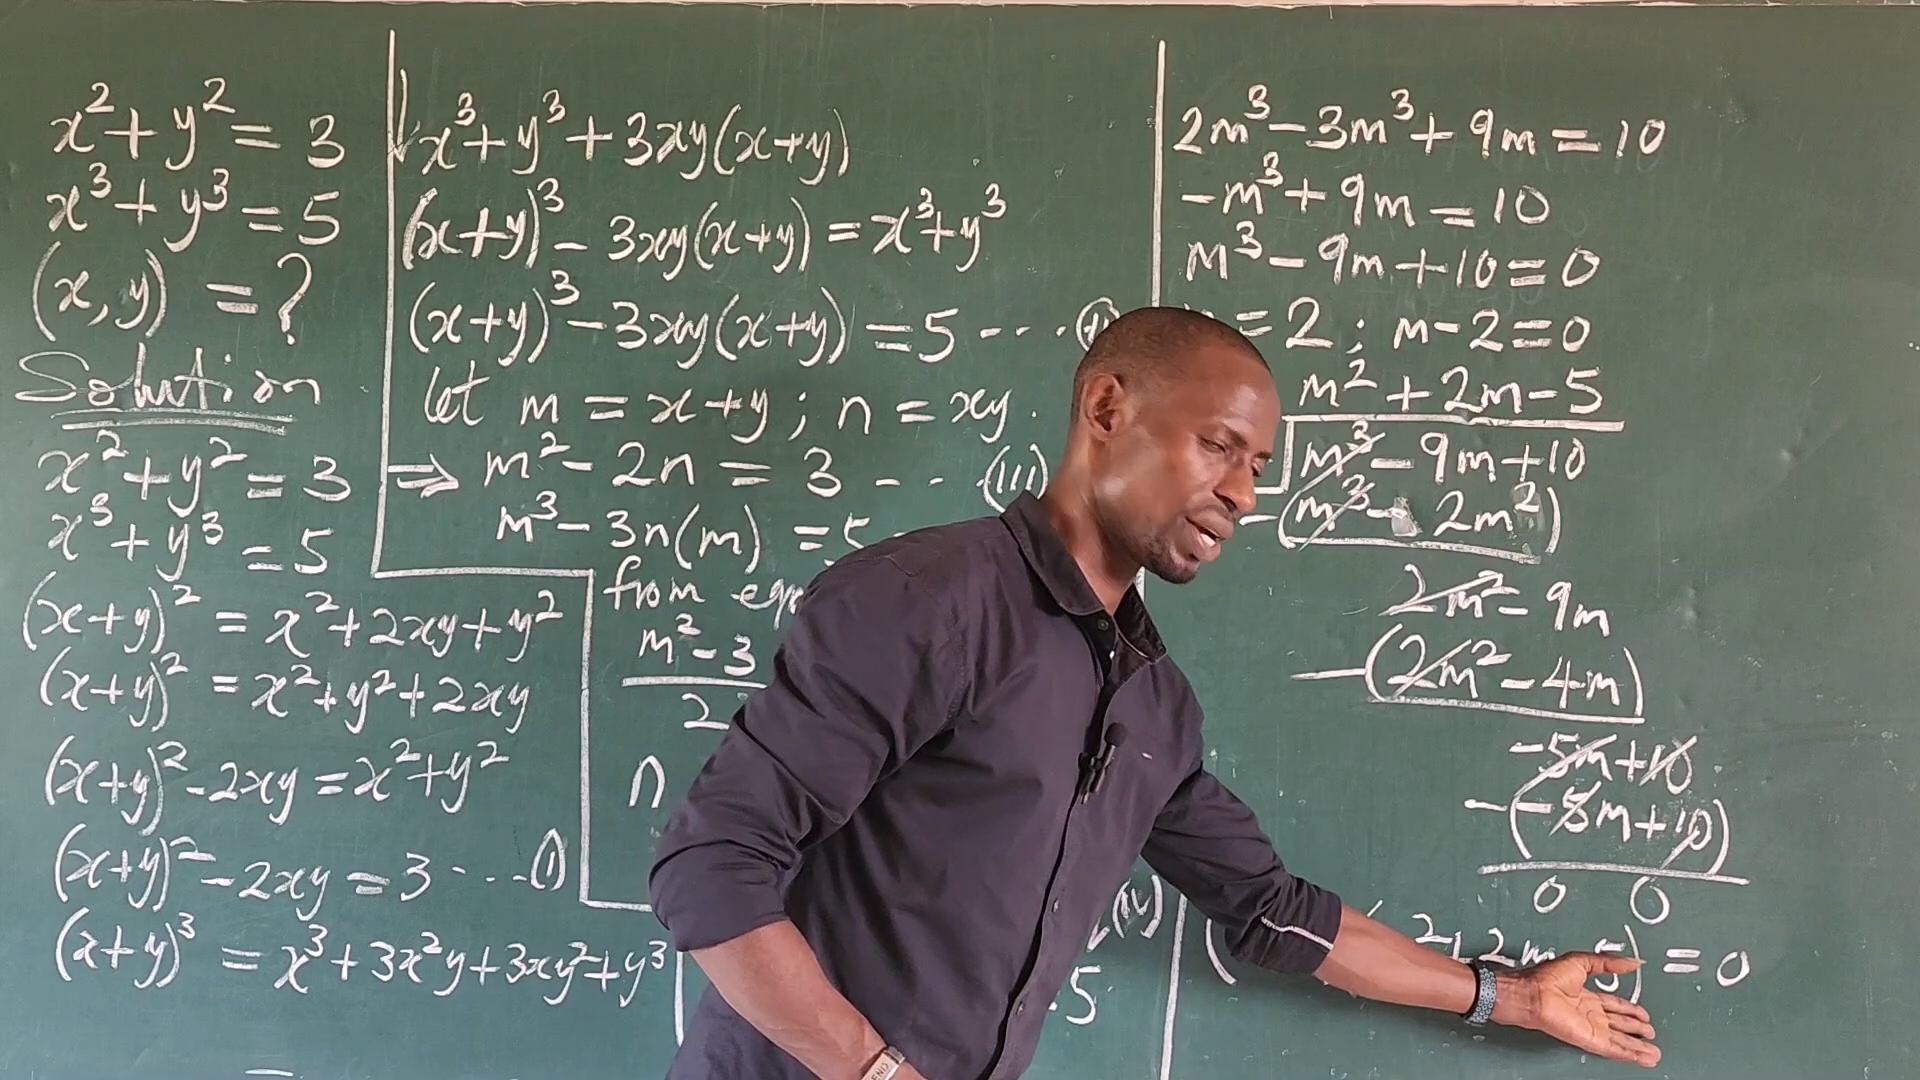 x² + y² = 3
x³ + y³ = 5
(x, y) = ?
Solution
x² + y² = 3
x³ + y³ = 5
(x+y)² = x² + 2xy + y²
(x+y)² = x² + y² + 2xy
(x+y)² - 2xy = x² + y²
(x+y)² - 2xy = 3 ---(I)
(x+y)³ = x³ + 3x²y + 3xy² + y³
x³ + y³ + 3xy(x+y)
(x+y)³ - 3xy(x+y) = x³ + y³
(x+y)³ - 3xy(x+y) = 5 ---
let m = x+y ; n = xy.
⇒ m² - 2n = 3 ---(III)
m³ - 3n(m) = 5
from
m² - 3
2
n
(IV)
5
2m³ - 3m³ + 9m = 10
-m³ + 9m = 10
m³ - 9m + 10 = 0
= 2 ; m - 2 = 0
m² + 2m - 5
m³ - 9m + 10
-(m³ - 2m²)
2m² - 9m
-(2m² - 4m)
-5m + 10
-(-5m + 10)
0 0
5) = 0